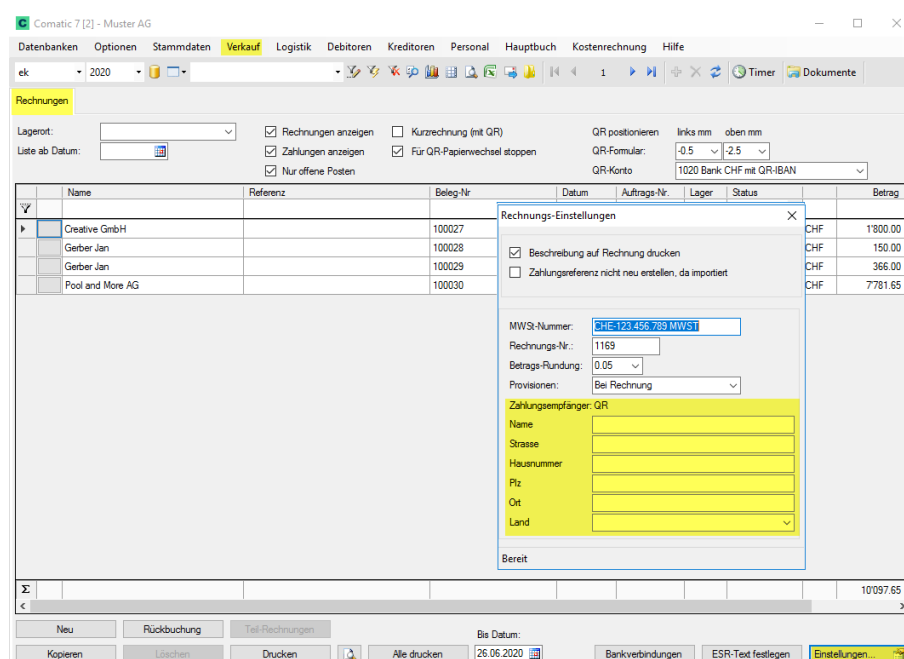 C Comatic 7 [2] - Muster AG
Datenbanken Optionen Stammdaten Verkauf Logistik Debitoren Kreditoren Personal Hauptbuch Kostenrechnung Hilfe
ek 2020 1 Timer Dokumente
Rechnungen
Lagerort: Rechnungen anzeigen Kurzrechnung (mit QR) QR positionieren links mm oben mm
Liste ab Datum: Zahlungen anzeigen Für QR-Papierwechsel stoppen QR-Formular: -0.5 -2.5
Nur offene Posten QR-Konto 1020 Bank CHF mit QR-IBAN
Name Referenz Beleg-Nr Datum Auftrags-Nr. Lager Status Betrag
Creative GmbH 100027 CHF 1'800.00
Gerber Jan 100028 CHF 150.00
Gerber Jan 100029 CHF 366.00
Pool and More AG 100030 CHF 7'781.65
Rechnungs-Einstellungen
Beschreibung auf Rechnung drucken
Zahlungsreferenz nicht neu erstellen, da importiert
MWSt-Nummer: CHE-123.456.789 MWST
Rechnungs-Nr.: 1169
Betrags-Rundung: 0.05
Provisionen: Bei Rechnung
Zahlungsempfänger: QR
Name
Strasse
Hausnummer
Plz
Ort
Land
Bereit
Σ 10'097.65
Neu Rückbuchung Teil-Rechnungen Bis Datum:
Kopieren Löschen Drucken Alle drucken 26.06.2020 Bankverbindungen ESR-Text festlegen Einstellungen...